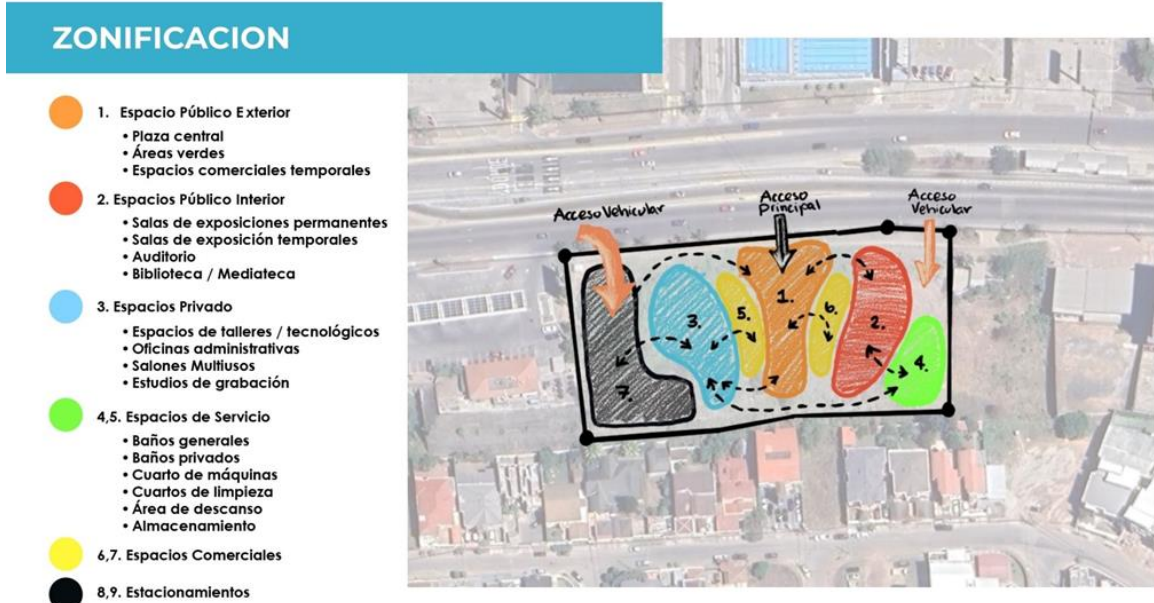 ZONIFICACION
1. Espacio Público Exterior
• Plaza central
• Áreas verdes
• Espacios comerciales temporales
2. Espacios Público Interior
• Salas de exposiciones permanentes
• Salas de exposición temporales
• Auditorio
• Biblioteca / Mediateca
3. Espacios Privado
• Espacios de talleres / tecnológicos
• Oficinas administrativas
• Salones Multiusos
• Estudios de grabación
4,5. Espacios de Servicio
• Baños generales
• Baños privados
• Cuarto de máquinas
• Cuartos de limpieza
• Área de descanso
• Almacenamiento
6,7. Espacios Comerciales
8,9. Estacionamientos
Acceso Vehicular
Acceso
Principal
Acceso
Vehicular
1.
2.
3.
4.
5.
6.
7.